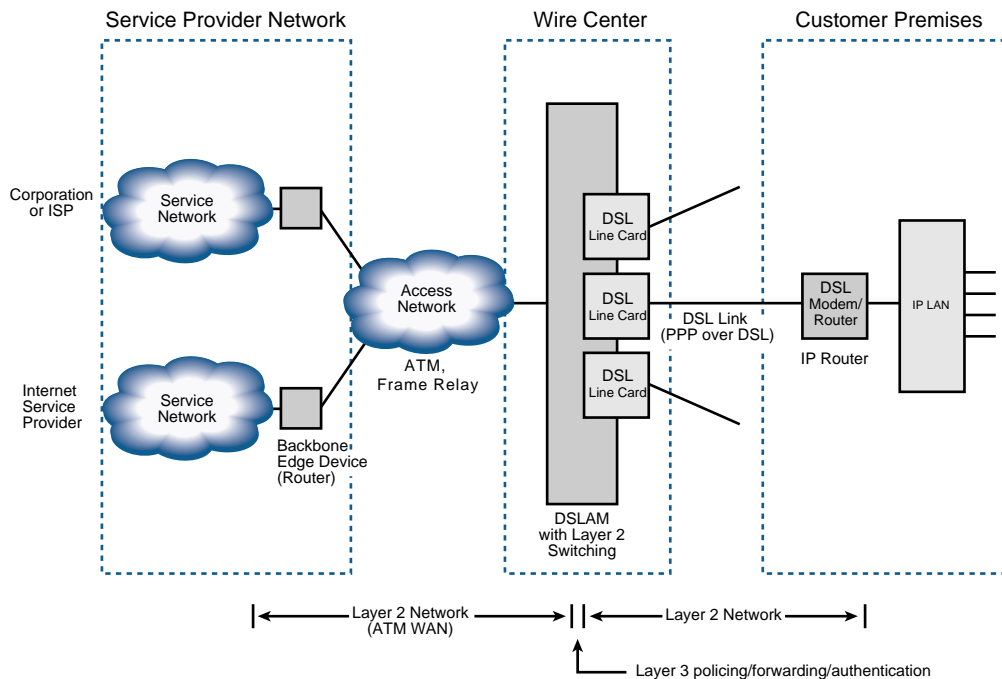 Service Provider Network
Wire Center
Customer Premises
Corporation
or ISP
Service
Network
Internet
Service
Provider
Service
Network
Backbone
Edge Device
(Router)
Access
Network
ATM,
Frame Relay
DSL
Line Card
DSL
Line Card
DSL
Line Card
DSLAM
with Layer 2
Switching
DSL Link
(PPP over DSL)
DSL
Modem/
Router
IP Router
IP LAN
Layer 2 Network
(ATM WAN)
Layer 2 Network
Layer 3 policing/forwarding/authentication